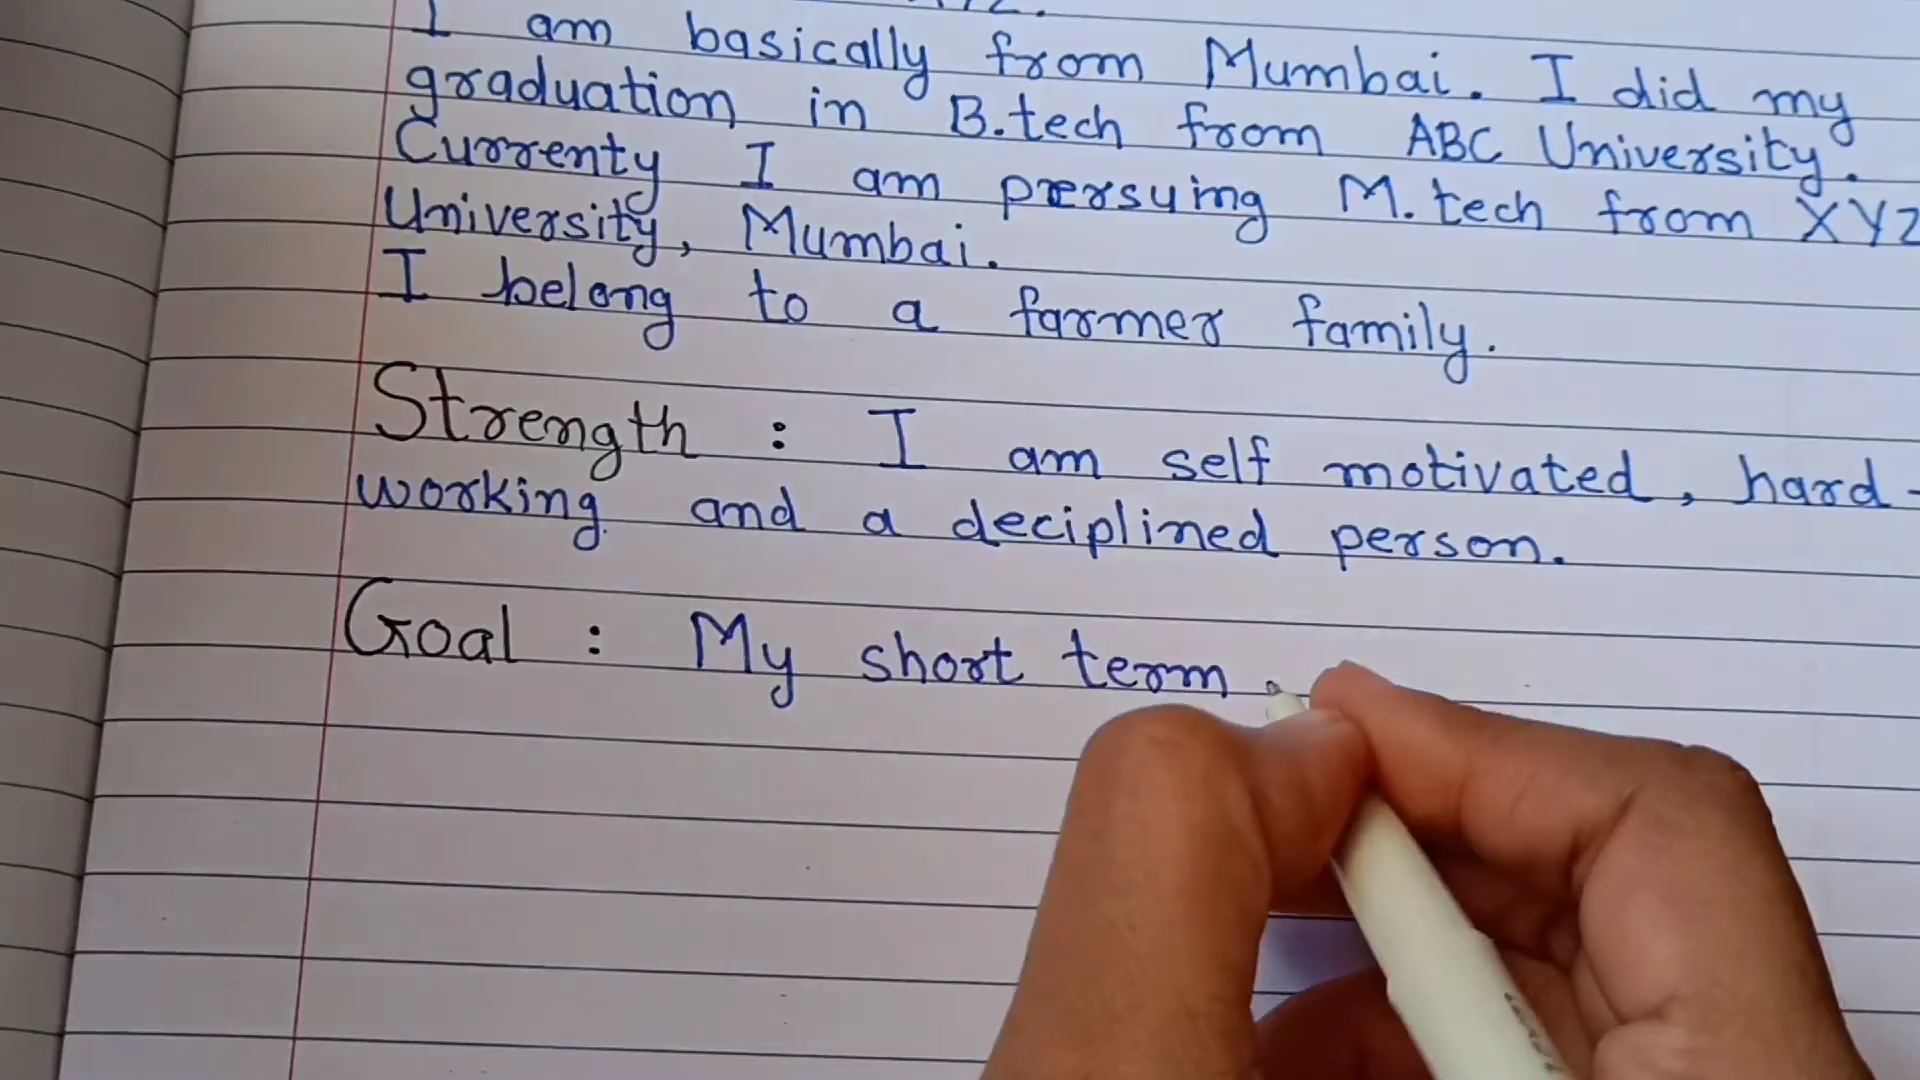 I am basically from Mumbai. I did my
graduation in B.tech from ABC University.
Currenty I am persuing M.tech from XYZ
University, Mumbai.
I belong to a farmer family.
Strength : I am self motivated, hard-
working and a deciplined person.
Goal : My short term